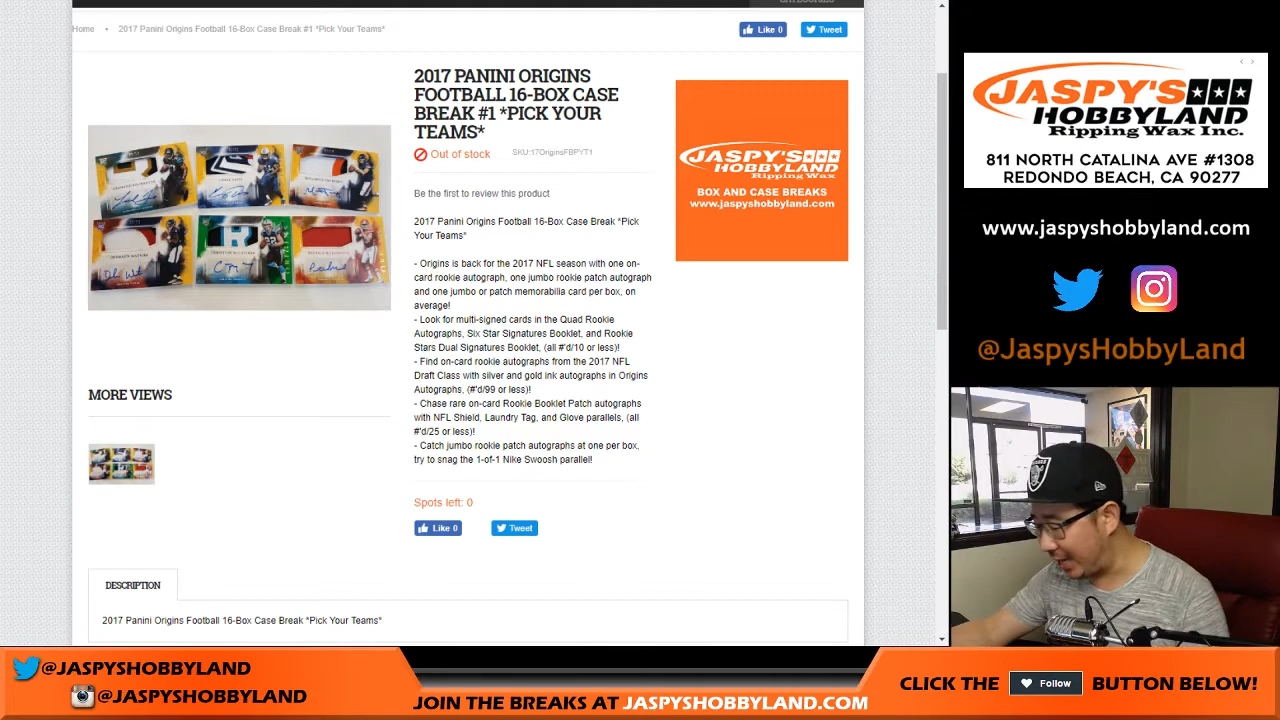 Home • 2017 Panini Origins Football 16-Box Case Break #1 *Pick Your Teams*
Like 0
Tweet
2017 PANINI ORIGINS
FOOTBALL 16-BOX CASE
BREAK #1 *PICK YOUR
TEAMS*
Out of stock
SKU:17OriginsFBPYT1
Be the first to review this product
2017 Panini Origins Football 16-Box Case Break *Pick
Your Teams*
- Origins is back for the 2017 NFL season with one on-
card rookie autograph, one jumbo rookie patch autograph
and one jumbo or patch memorabilia card per box, on
average!
- Look for multi-signed cards in the Quad Rookie
Autographs, Six Star Signatures Booklet, and Rookie
Stars Dual Signatures Booklet, (all #'d/10 or less)!
- Find on-card rookie autographs from the 2017 NFL
Draft Class with silver and gold ink autographs in Origins
Autographs, (#'d/99 or less)!
- Chase rare on-card Rookie Booklet Patch autographs
with NFL Shield, Laundry Tag, and Glove parallels, (all
#'d/25 or less)!
- Catch jumbo rookie patch autographs at one per box,
try to snag the 1-of-1 Nike Swoosh parallel!
Spots left: 0
Like 0
Tweet
MORE VIEWS
DESCRIPTION
2017 Panini Origins Football 16-Box Case Break *Pick Your Teams*
JASPY'S
HOBBYLAND
Ripping Wax
BOX AND CASE BREAKS
www.jaspyshobbyland.com
JASPY'S
HOBBYLAND
Ripping Wax Inc.
811 NORTH CATALINA AVE #1308
REDONDO BEACH, CA 90277
www.jaspyshobbyland.com
@JaspysHobbyLand
@JASPYSHOBBYLAND
@JASPYSHOBBYLAND
JOIN THE BREAKS AT JASPYSHOBBYLAND.COM
CLICK THE Follow BUTTON BELOW!